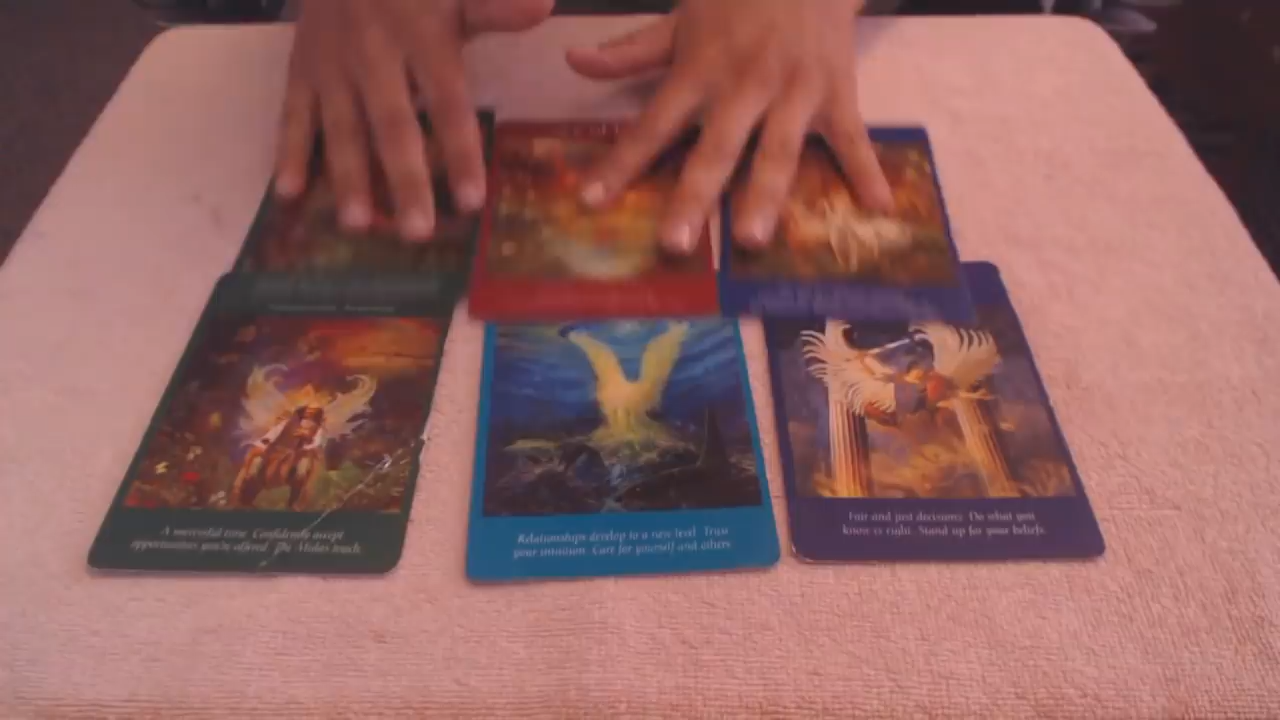 A successful time. Confidently accept
opportunities you're offered. The Midas touch.
Relationships develop to a new level. Trust
your intuition. Care for yourself and others.
Fair and just decisions. Do what you
know is right. Stand up for your beliefs.